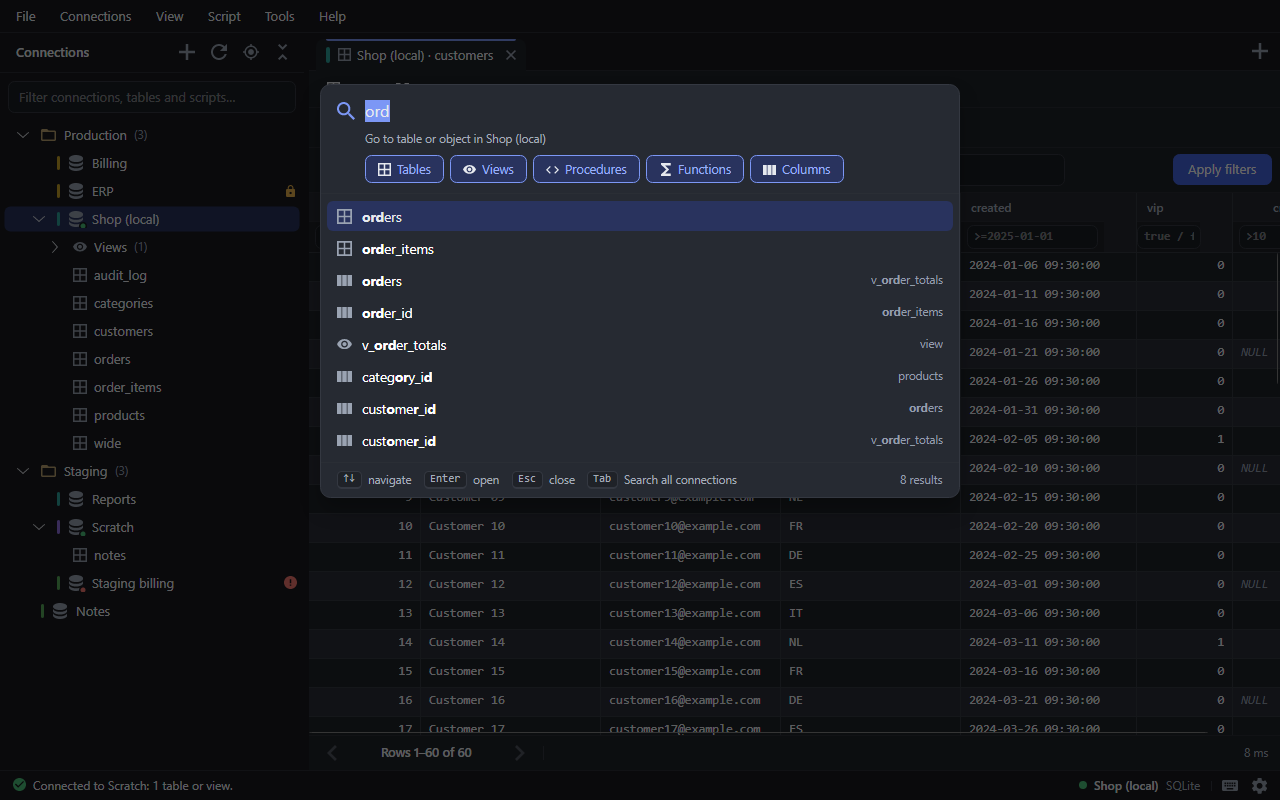 File Connections View Script Tools Help
Connections
Shop (local) · customers
Filter connections, tables and scripts...
Production (3)
Billing
ERP
Shop (local)
Views (1)
audit_log
categories
customers
orders
order_items
products
wide
Staging (3)
Reports
Scratch
notes
Staging billing
Notes
ord
Go to table or object in Shop (local)
Tables Views Procedures Functions Columns
orders
order_items
orders v_order_totals
order_id order_items
v_order_totals view
category_id products
customer_id orders
customer_id v_order_totals
↑↓ navigate Enter open Esc close Tab Search all connections 8 results
Apply filters
created vip
>=2025-01-01 true / f >10
2024-01-06 09:30:00 0
2024-01-11 09:30:00 0
2024-01-16 09:30:00 0
2024-01-21 09:30:00 0 NULL
2024-01-26 09:30:00 0
2024-01-31 09:30:00 0
2024-02-05 09:30:00 1
2024-02-10 09:30:00 0 NULL
2024-02-15 09:30:00 0
10 Customer 10 customer10@example.com FR 2024-02-20 09:30:00 0
11 Customer 11 customer11@example.com DE 2024-02-25 09:30:00 0
12 Customer 12 customer12@example.com ES 2024-03-01 09:30:00 0 NULL
13 Customer 13 customer13@example.com IT 2024-03-06 09:30:00 0
14 Customer 14 customer14@example.com NL 2024-03-11 09:30:00 1
15 Customer 15 customer15@example.com FR 2024-03-16 09:30:00 0
16 Customer 16 customer16@example.com DE 2024-03-21 09:30:00 0 NULL
17 Customer 17 customer17@example.com ES 2024-03-26 09:30:00 0
Rows 1–60 of 60 8 ms
Connected to Scratch: 1 table or view. Shop (local) SQLite